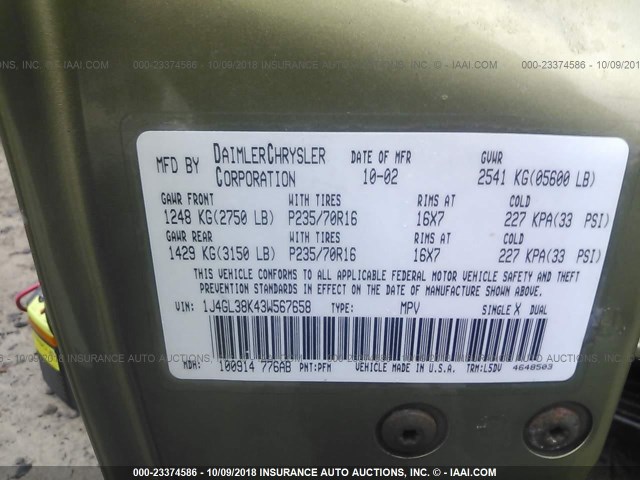 000-23374586 - 10/09/2018 INSURANCE AUTO AUCTIONS, INC. © - IAAI.COM
MFD BY DAIMLERCHRYSLER CORPORATION DATE OF MFR 10-02 GVWR 2541 KG(05600 LB)
GAWR FRONT WITH TIRES RIMS AT COLD
1248 KG(2750 LB) P235/70R16 16X7 227 KPA(33 PSI)
GAWR REAR WITH TIRES RIMS AT COLD
1429 KG(3150 LB) P235/70R16 16X7 227 KPA(33 PSI)
THIS VEHICLE CONFORMS TO ALL APPLICABLE FEDERAL MOTOR VEHICLE SAFETY AND THEFT
PREVENTION STANDARDS IN EFFECT ON THE DATE OF MANUFACTURE SHOWN ABOVE.
VIN: 1J4GL38K43W567658 TYPE: MPV SINGLE X DUAL
MDH: 100914 776AB PNT:PFM VEHICLE MADE IN U.S.A. TRM:LSDV 4648503
000-23374586 - 10/09/2018 INSURANCE AUTO AUCTIONS, INC. © - IAAI.COM
000-23374586 - 10/09/2018 INSURANCE AUTO AUCTIONS, INC. © - IAAI.COM